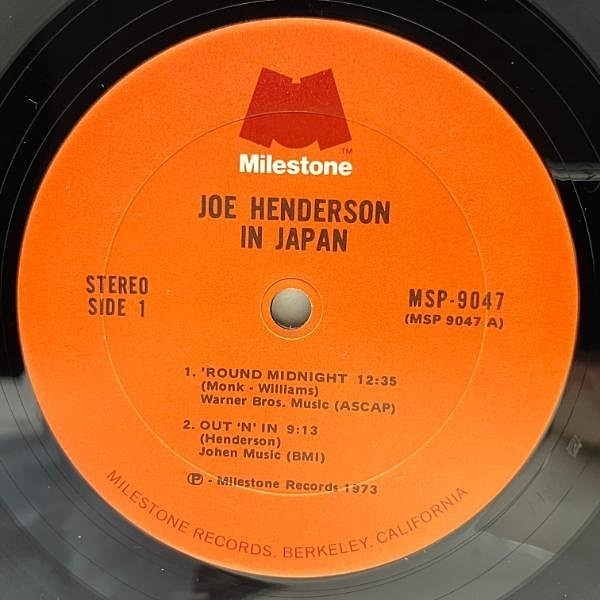 TM
Milestone
JOE HENDERSON
IN JAPAN
STEREO
SIDE 1
MSP-9047
(MSP 9047 A)
1. 'ROUND MIDNIGHT 12:35
(Monk - Williams)
Warner Bros. Music (ASCAP)
2. OUT 'N' IN 9:13
(Henderson)
Johen Music (BMI)
Ⓟ - Milestone Records 1973
MILESTONE RECORDS, BERKELEY, CALIFORNIA